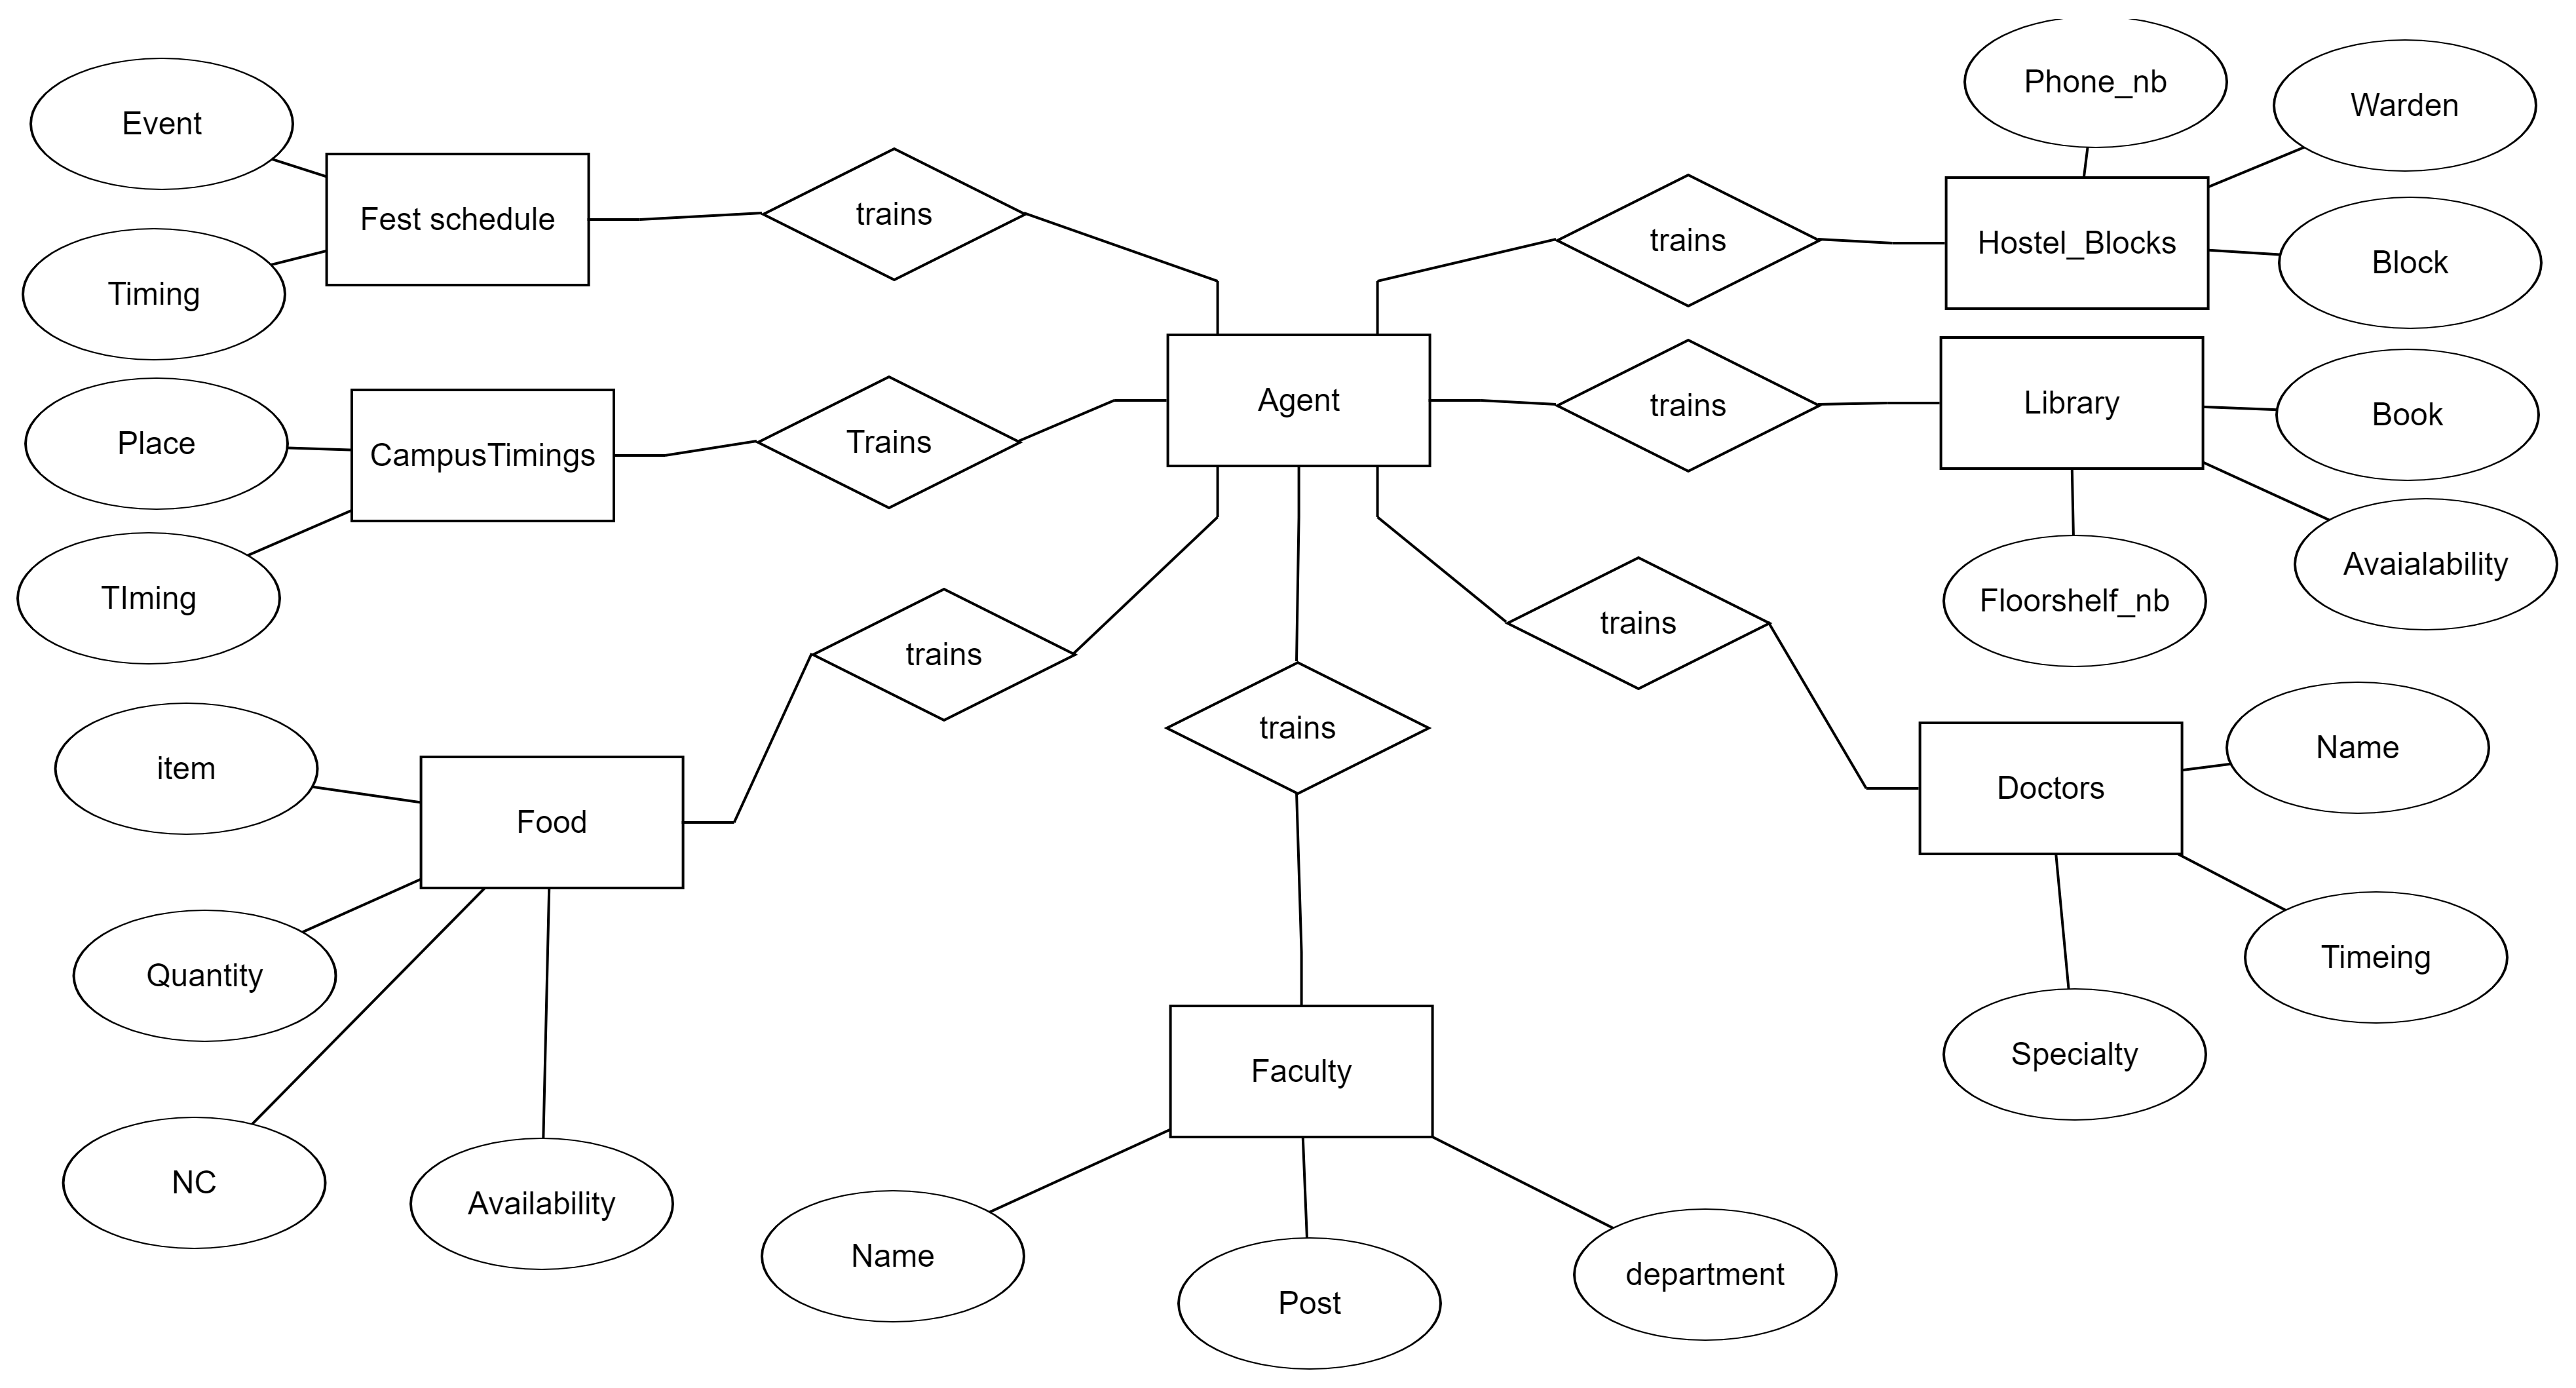 Phone_nb
Warden
Event
Fest schedule
trains
trains
Hostel_Blocks
Block
Timing
Agent
trains
Library
Book
Place
CampusTimings
Trains
Avaialability
TIming
Floorshelf_nb
trains
trains
trains
item
Food
Doctors
Name
Quantity
Timeing
Specialty
Faculty
NC
Availability
Name
Post
department